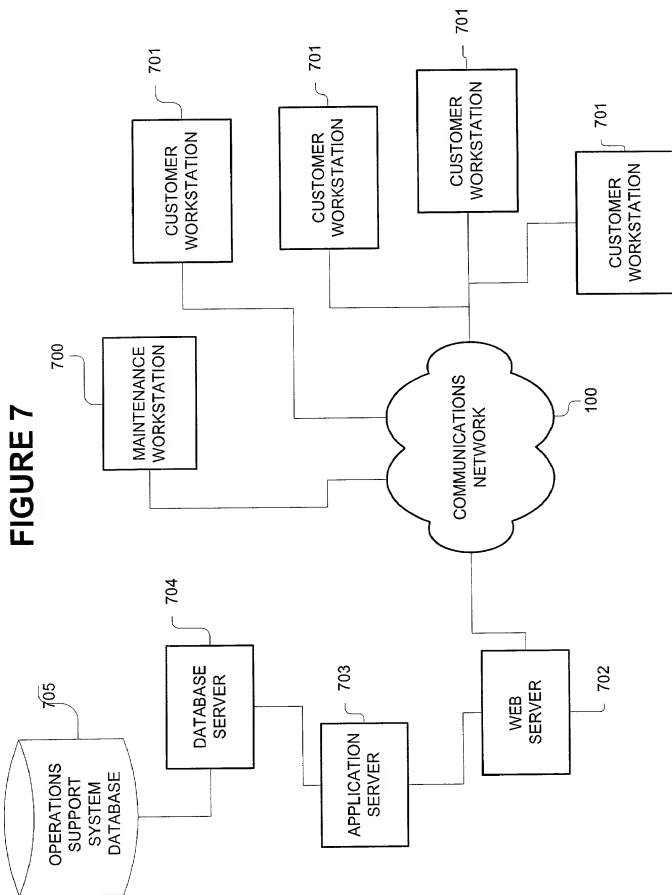 FIGURE 7
705
OPERATIONS
SUPPORT
SYSTEM
DATABASE
704
DATABASE
SERVER
703
APPLICATION
SERVER
WEB
SERVER
702
700
MAINTENANCE
WORKSTATION
COMMUNICATIONS
NETWORK
100
701
CUSTOMER
WORKSTATION
701
CUSTOMER
WORKSTATION
701
CUSTOMER
WORKSTATION
701
CUSTOMER
WORKSTATION